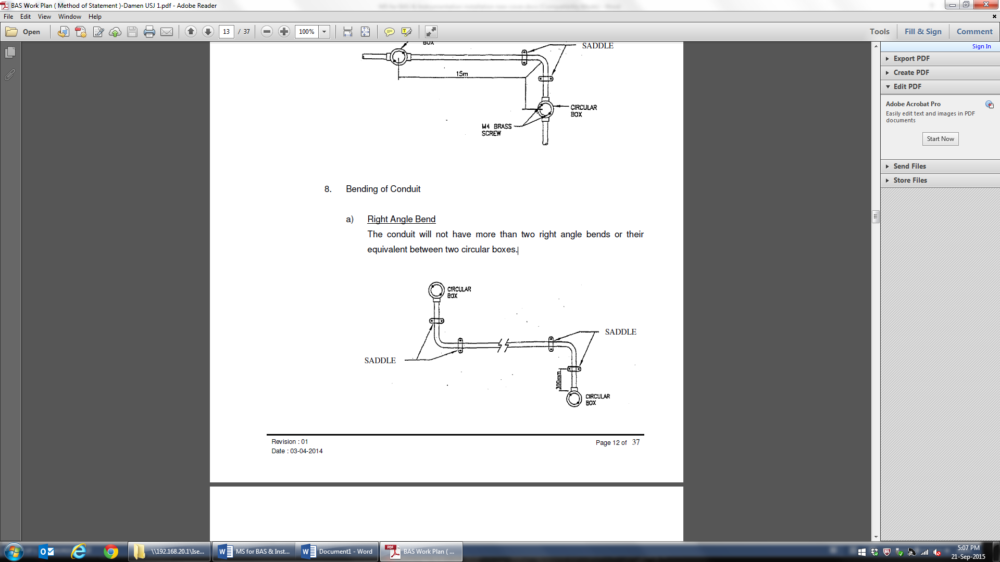 BAS Work Plan ( Method of Statement )-Damen USJ 1.pdf - Adobe Reader
File Edit View Window Help
Open 13 / 37 100% Tools Fill & Sign Comment
Sign In
Export PDF
Create PDF
Edit PDF
Adobe Acrobat Pro
Easily edit text and images in PDF
documents
Start Now
Send Files
Store Files
BOX
SADDLE
15m
CIRCULAR
BOX
M4 BRASS
SCREW
8. Bending of Conduit
a) Right Angle Bend
The conduit will not have more than two right angle bends or their
equivalent between two circular boxes.
CIRCULAR
BOX
SADDLE
SADDLE
300mm
CIRCULAR
BOX
Revision : 01
Date : 03-04-2014
Page 12 of 37
\\192.168.20.1\Ise...
MS for BAS & Inst...
Document1 - Word
BAS Work Plan ( ...
5:07 PM
21-Sep-2015